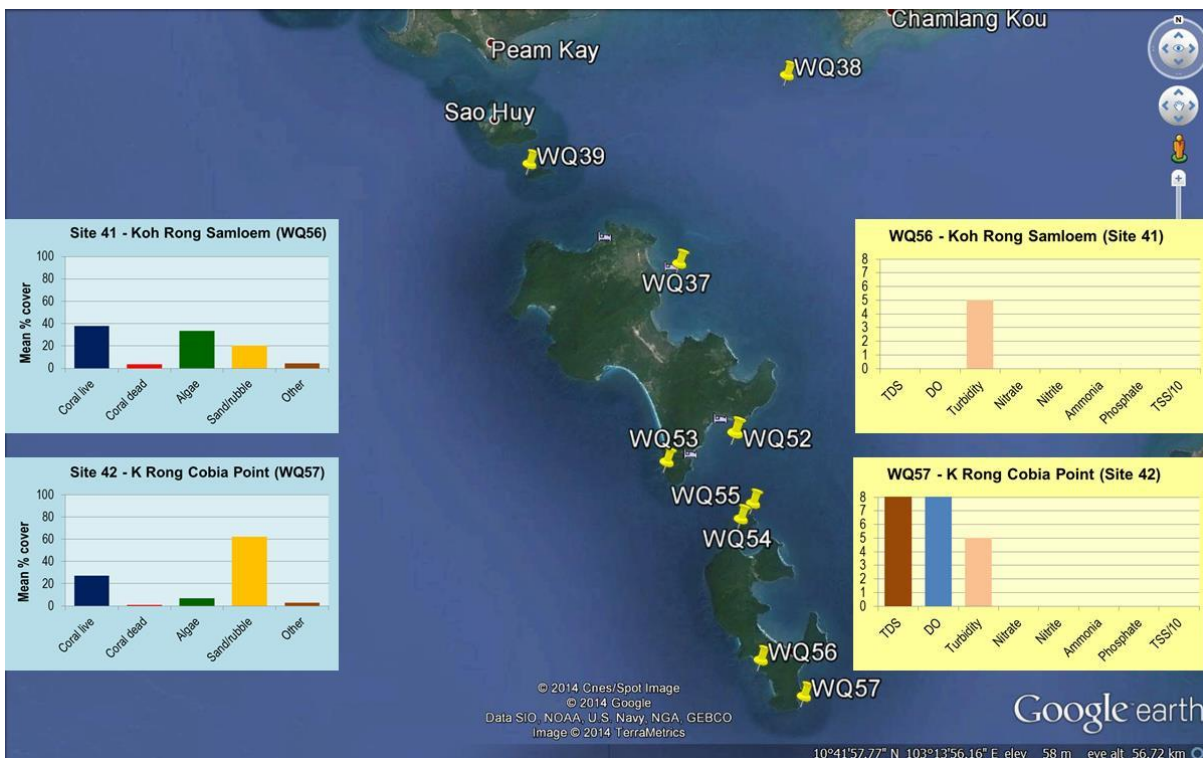 Chamlang Kou
N
Peam Kay
WQ38
Sao Huy
WQ39
WQ37
WQ53
WQ52
WQ55
WQ54
WQ56
WQ57
Site 41 - Koh Rong Samloem (WQ56)
Mean % cover
100
80
60
40
20
0
Coral live
Coral dead
Algae
Sand/rubble
Other
Site 42 - K Rong Cobia Point (WQ57)
Mean % cover
100
80
60
40
20
0
Coral live
Coral dead
Algae
Sand/rubble
Other
WQ56 - Koh Rong Samloem (Site 41)
8
7
6
5
4
3
2
1
0
TDS
DO
Turbidity
Nitrate
Nitrite
Ammonia
Phosphate
TSS/10
WQ57 - K Rong Cobia Point (Site 42)
8
7
6
5
4
3
2
1
0
TDS
DO
Turbidity
Nitrate
Nitrite
Ammonia
Phosphate
TSS/10
© 2014 Cnes/Spot Image
© 2014 Google
Data SIO, NOAA, U.S. Navy, NGA, GEBCO
Image © 2014 TerraMetrics
Google earth
10°41'57.77" N 103°13'56.16" E elev 58 m eye alt 56.72 km